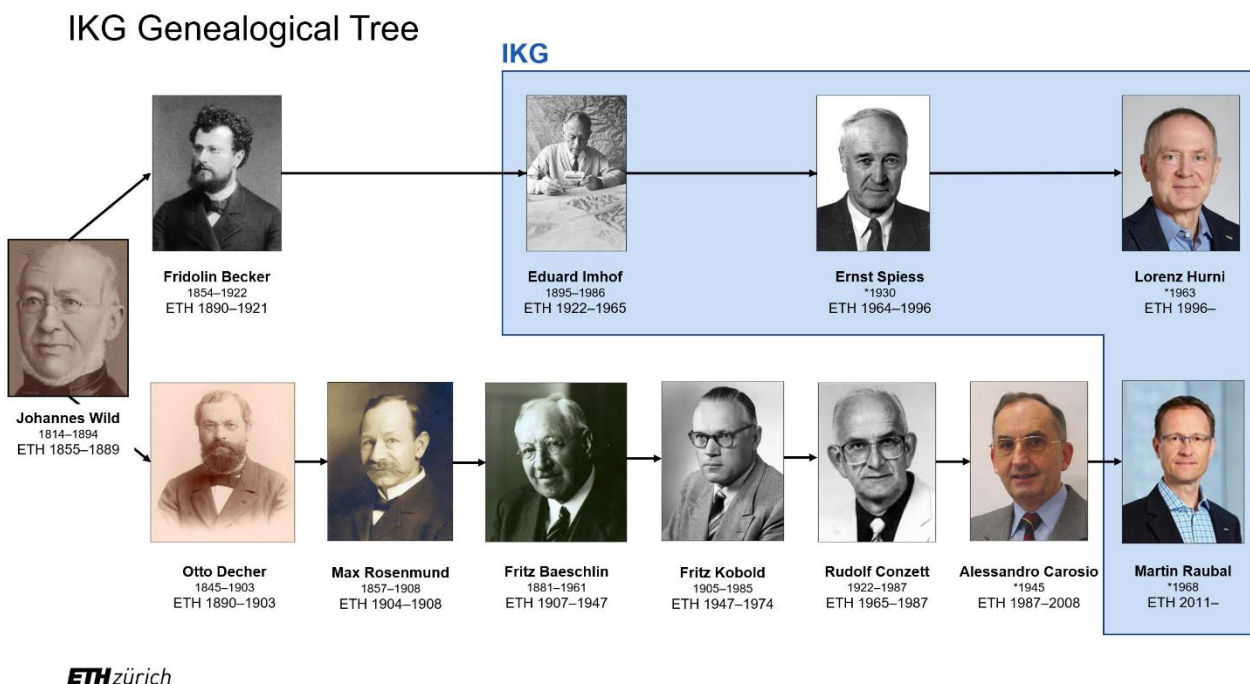 IKG Genealogical Tree
IKG
Fridolin Becker
1854–1922
ETH 1890–1921
Eduard Imhof
1895–1986
ETH 1922–1965
Ernst Spiess
*1930
ETH 1964–1996
Lorenz Hurni
*1963
ETH 1996–
Johannes Wild
1814–1894
ETH 1855–1889
Otto Decher
1845–1903
ETH 1890–1903
Max Rosenmund
1857–1908
ETH 1904–1908
Fritz Baeschlin
1881–1961
ETH 1907–1947
Fritz Kobold
1905–1985
ETH 1947–1974
Rudolf Conzett
1922–1987
ETH 1965–1987
Alessandro Carosio
*1945
ETH 1987–2008
Martin Raubal
*1968
ETH 2011–
ETH zürich